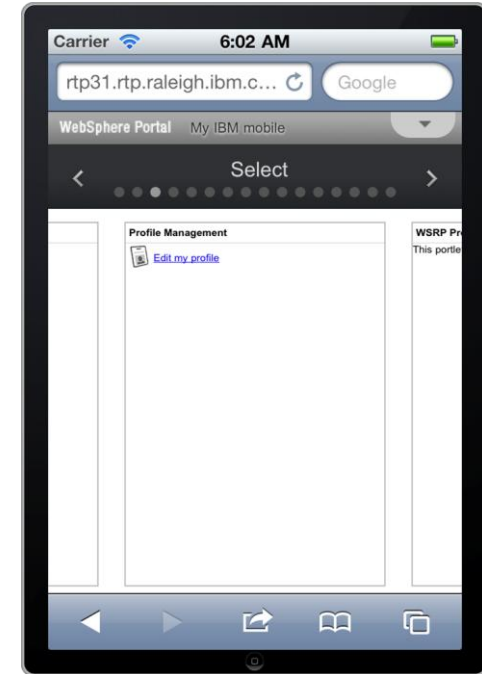 Carrier 6:02 AM
rtp31.rtp.raleigh.ibm.c... Google
WebSphere Portal My IBM mobile
Select
Profile Management
Edit my profile
WSRP Pr
This portle